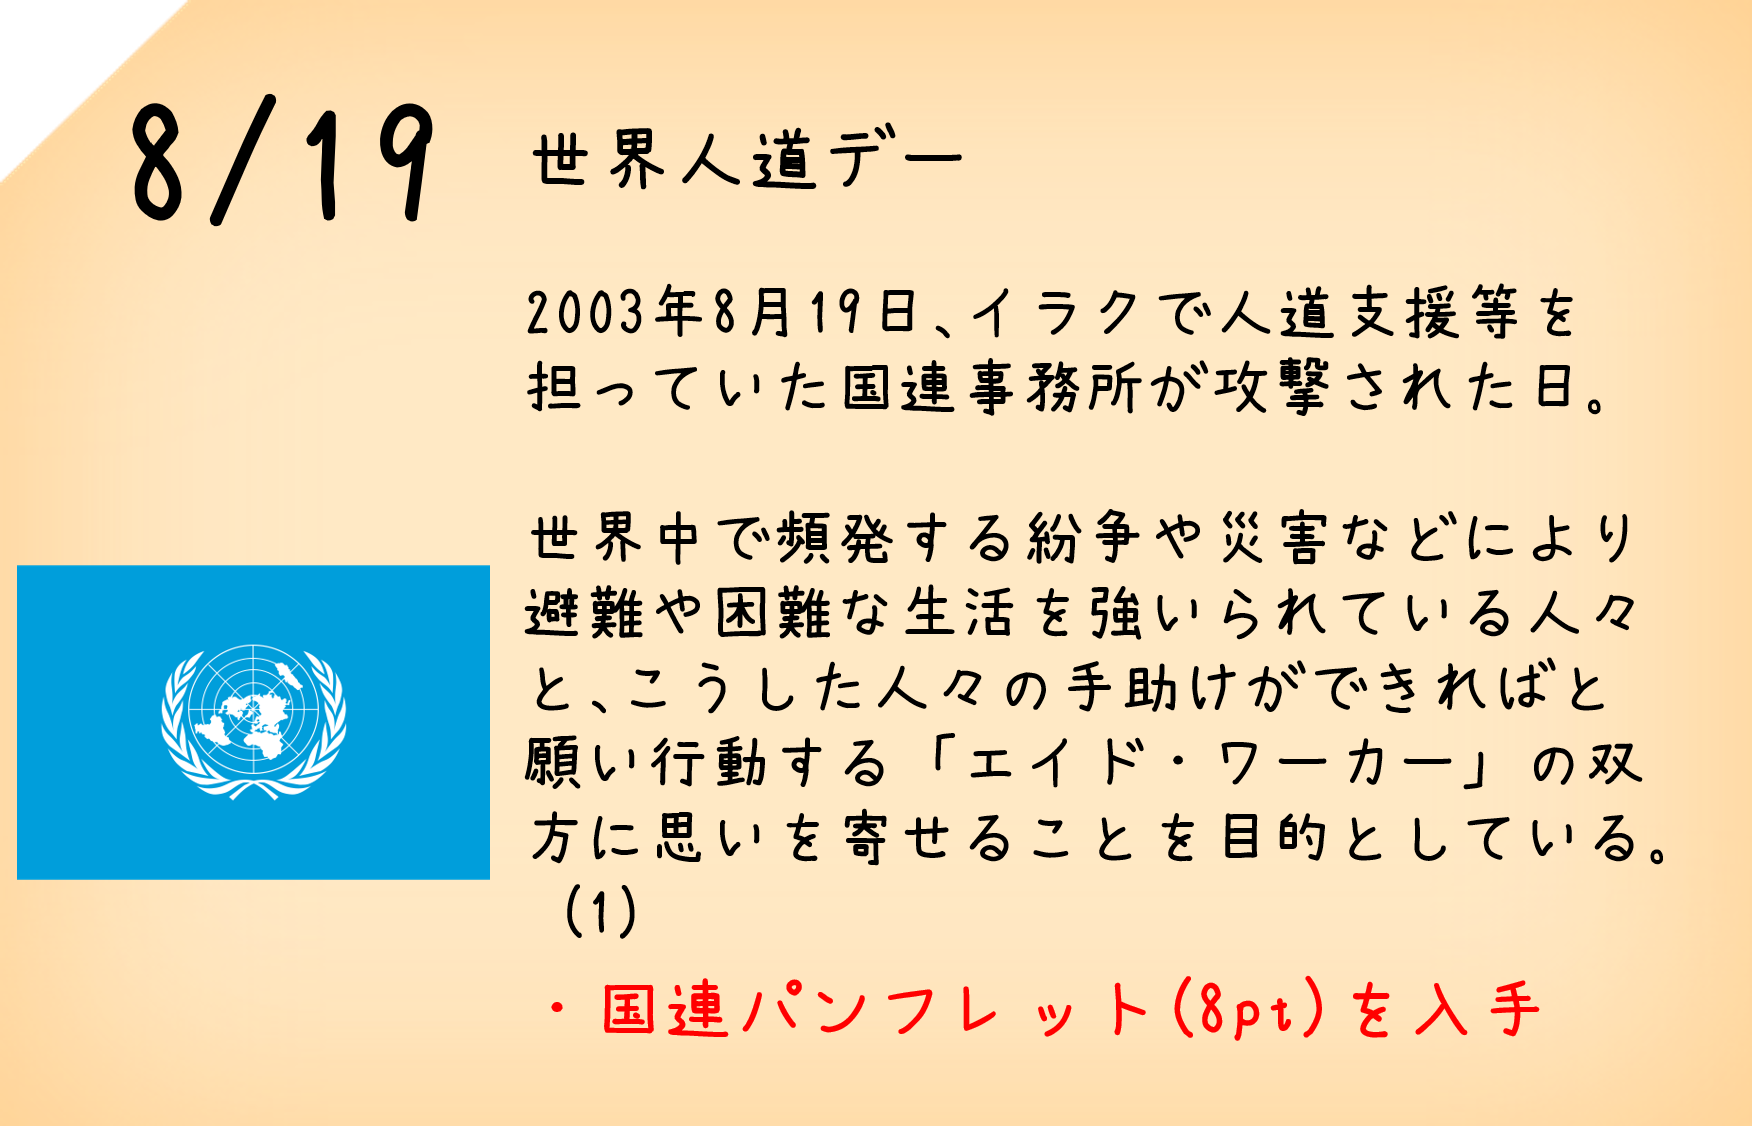 8/19
世界人道デー
2003年8月19日、イラクで人道支援等を
担っていた国連事務所が攻撃された日。
世界中で頻発する紛争や災害などにより
避難や困難な生活を強いられている人々
と、こうした人々の手助けができればと
願い行動する「エイド・ワーカー」の双
方に思いを寄せることを目的としている。
(1)
・国連パンフレット(8pt)を入手